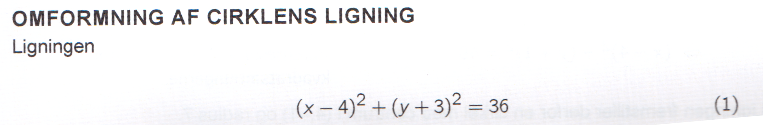 OMFORMNING AF CIRKLENS LIGNING
Ligningen
(x − 4)² + (y + 3)² = 36 (1)